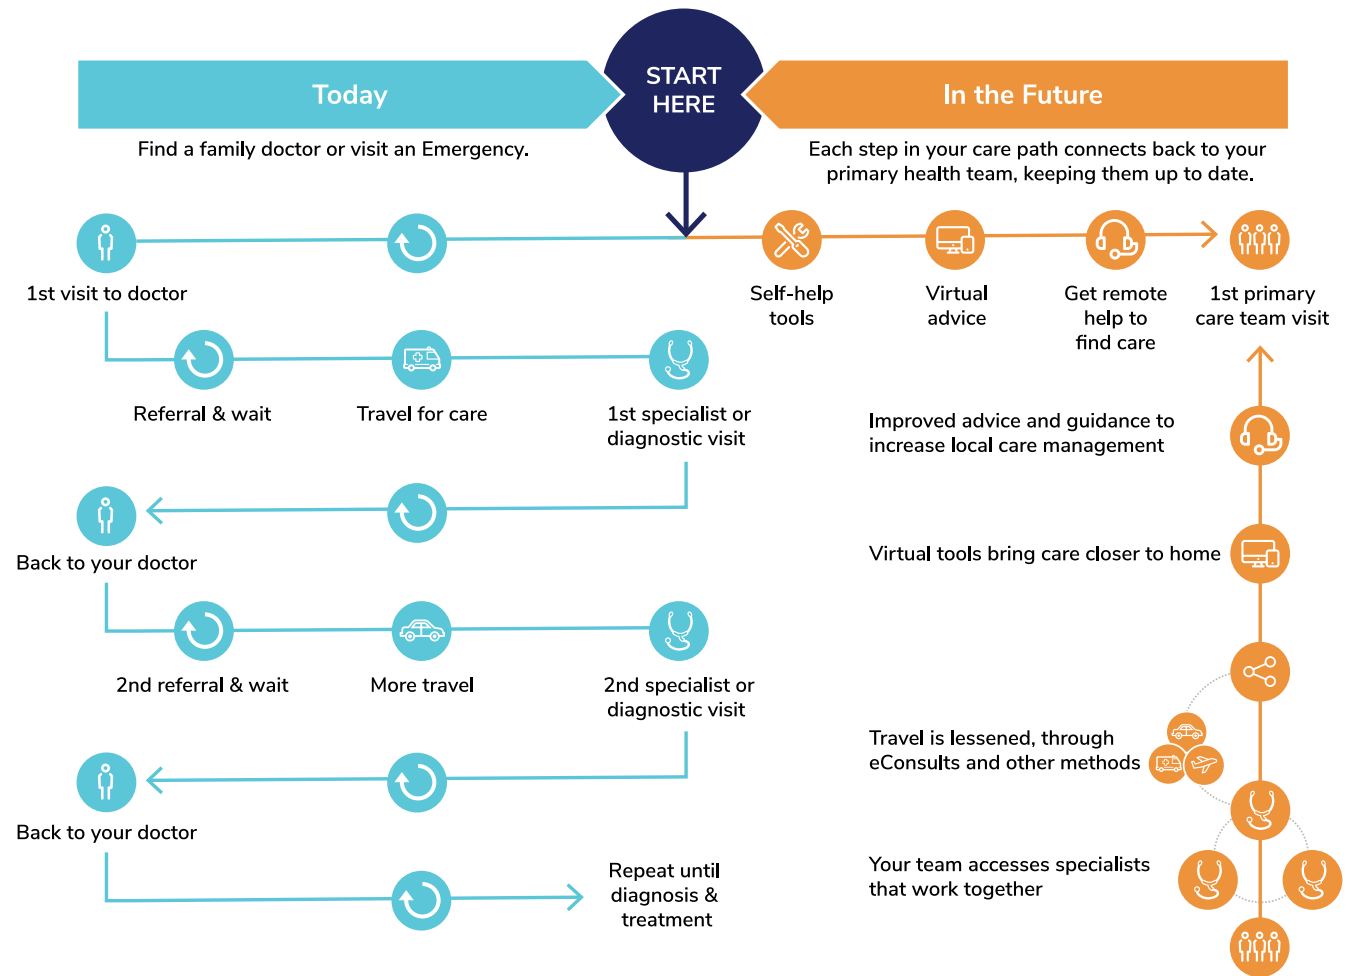 START
HERE
Today
Find a family doctor or visit an Emergency.
1st visit to doctor
Referral & wait
Travel for care
1st specialist or
diagnostic visit
Back to your doctor
2nd referral & wait
More travel
2nd specialist or
diagnostic visit
Back to your doctor
Repeat until
diagnosis &
treatment
In the Future
Each step in your care path connects back to your
primary health team, keeping them up to date.
Self-help
tools
Virtual
advice
Get remote
help to
find care
1st primary
care team visit
Improved advice and guidance to
increase local care management
Virtual tools bring care closer to home
Travel is lessened, through
eConsults and other methods
Your team accesses specialists
that work together